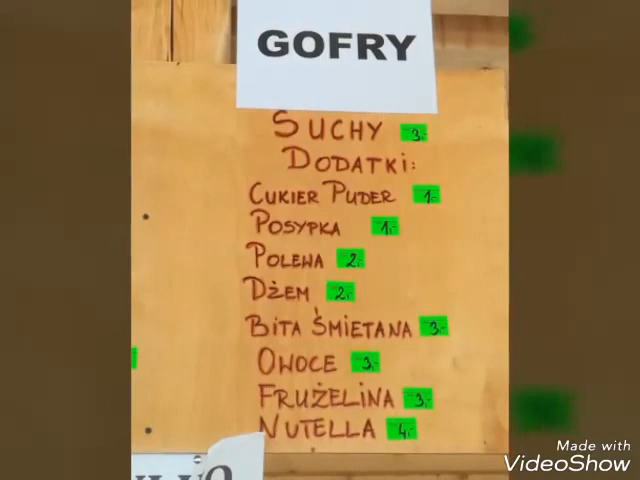 GOFRY
SUCHY 3,-
DODATKI:
CUKIER PUDER 1,-
POSYPKA 1,-
POLEWA 2,-
DŻEM 2,-
BITA ŚMIETANA 3,-
OWOCE 3,-
FRUŻELINA 3,-
NUTELLA 4,-
Made with
VideoShow